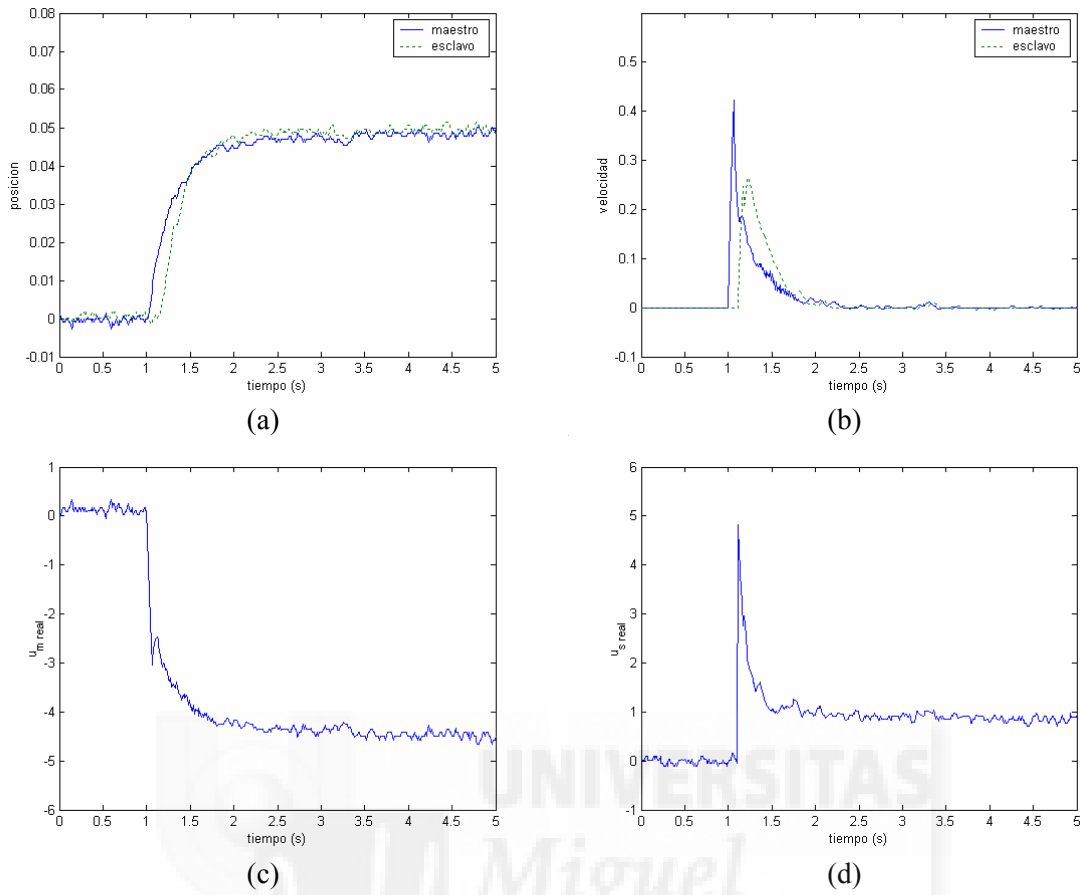 0.08
0.07
0.06
0.05
0.04
0.03
0.02
0.01
0
-0.01
posicion
maestro
esclavo
0 0.5 1 1.5 2 2.5 3 3.5 4 4.5 5
tiempo (s)
(a)
0.5
0.4
0.3
0.2
0.1
0
-0.1
velocidad
maestro
esclavo
0 0.5 1 1.5 2 2.5 3 3.5 4 4.5 5
tiempo (s)
(b)
1
0
-1
-2
-3
-4
-5
-6
u_m real
0 0.5 1 1.5 2 2.5 3 3.5 4 4.5 5
tiempo (s)
(c)
6
5
4
3
2
1
0
-1
u_s real
0 0.5 1 1.5 2 2.5 3 3.5 4 4.5 5
tiempo (s)
(d)
UNIVERSITAS
Miguel